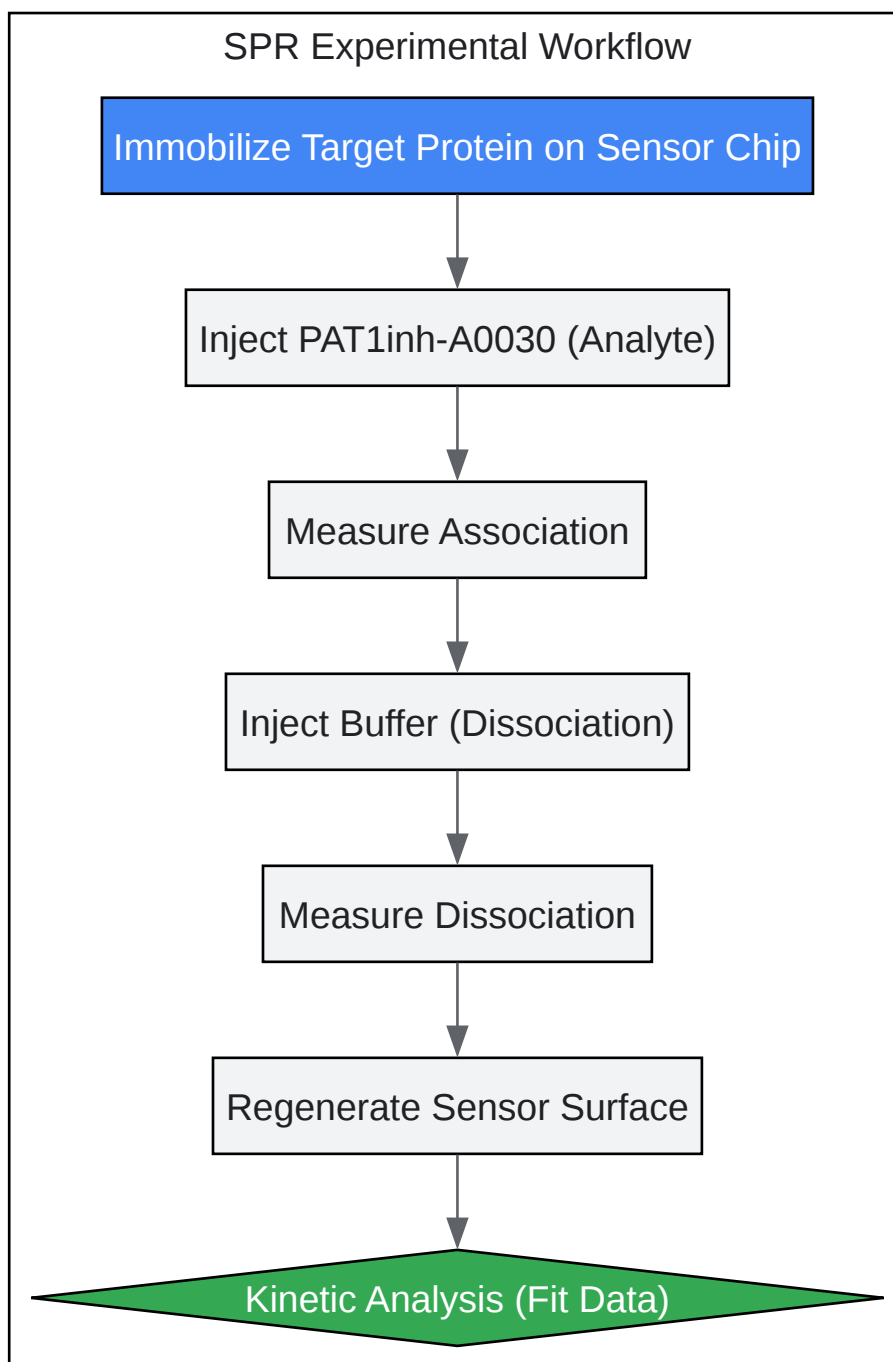 SPR Experimental Workflow
Immobilize Target Protein on Sensor Chip
Inject PAT1inh-A0030 (Analyte)
Measure Association
Inject Buffer (Dissociation)
Measure Dissociation
Regenerate Sensor Surface
Kinetic Analysis (Fit Data)